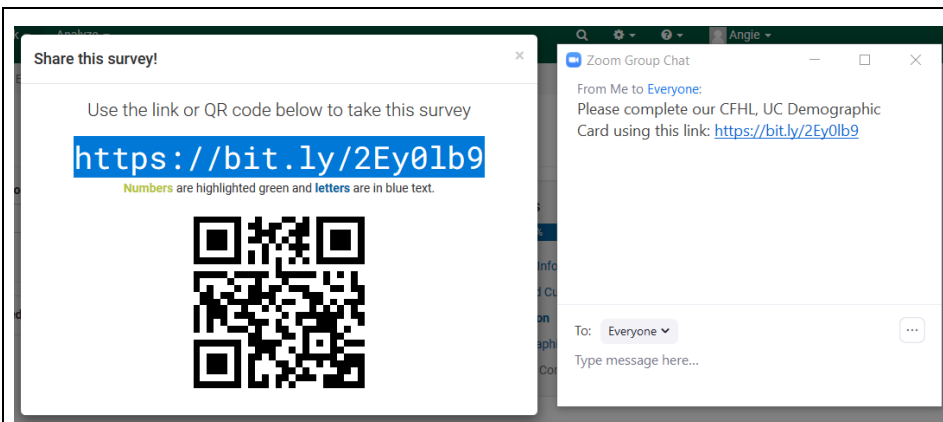 Analyze
Angie
Share this survey!
Use the link or QR code below to take this survey
https://bit.ly/2Ey0lb9
Numbers are highlighted green and letters are in blue text.
Zoom Group Chat
From Me to Everyone:
Please complete our CFHL, UC Demographic
Card using this link: https://bit.ly/2Ey0lb9
To: Everyone
Type message here...